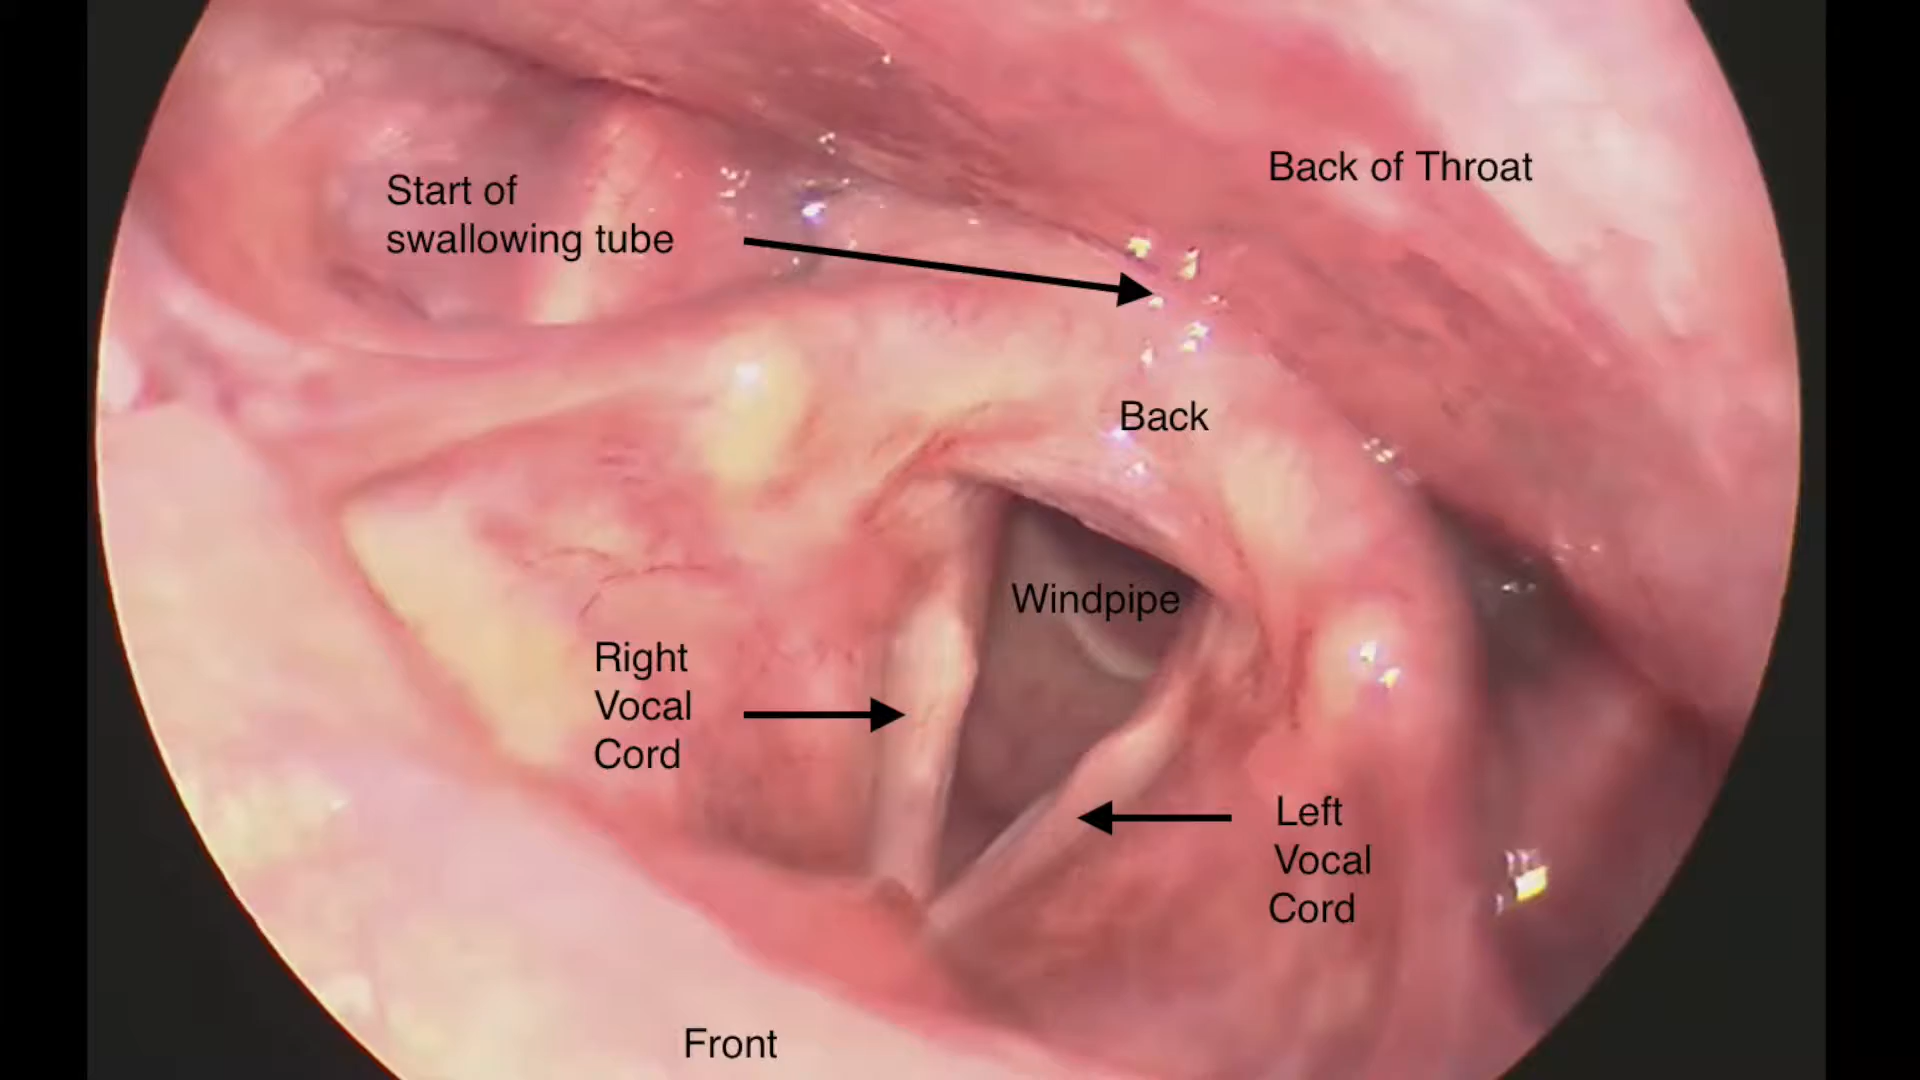 Start of
swallowing tube
Back of Throat
Back
Windpipe
Right
Vocal
Cord
Left
Vocal
Cord
Front